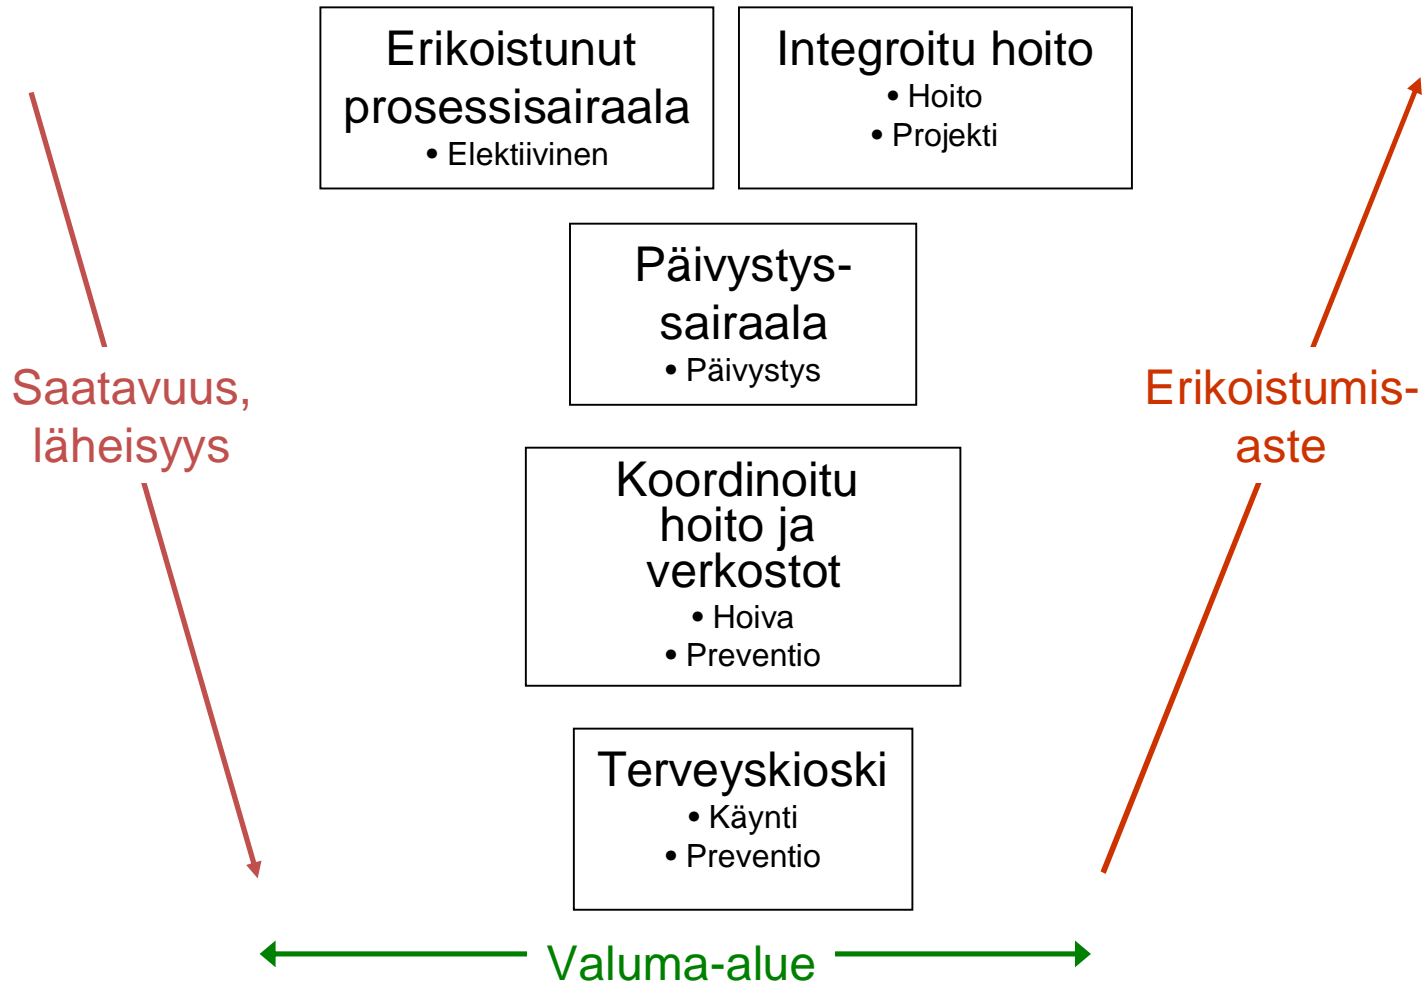 Erikoistunut
prosessisairaala
• Elektiivinen
Integroitu hoito
• Hoito
• Projekti
Päivystys-
sairaala
• Päivystys
Saatavuus,
läheisyys
Erikoistumis-
aste
Koordinoitu
hoito ja
verkostot
• Hoiva
• Preventio
Terveyskioski
• Käynti
• Preventio
Valuma-alue